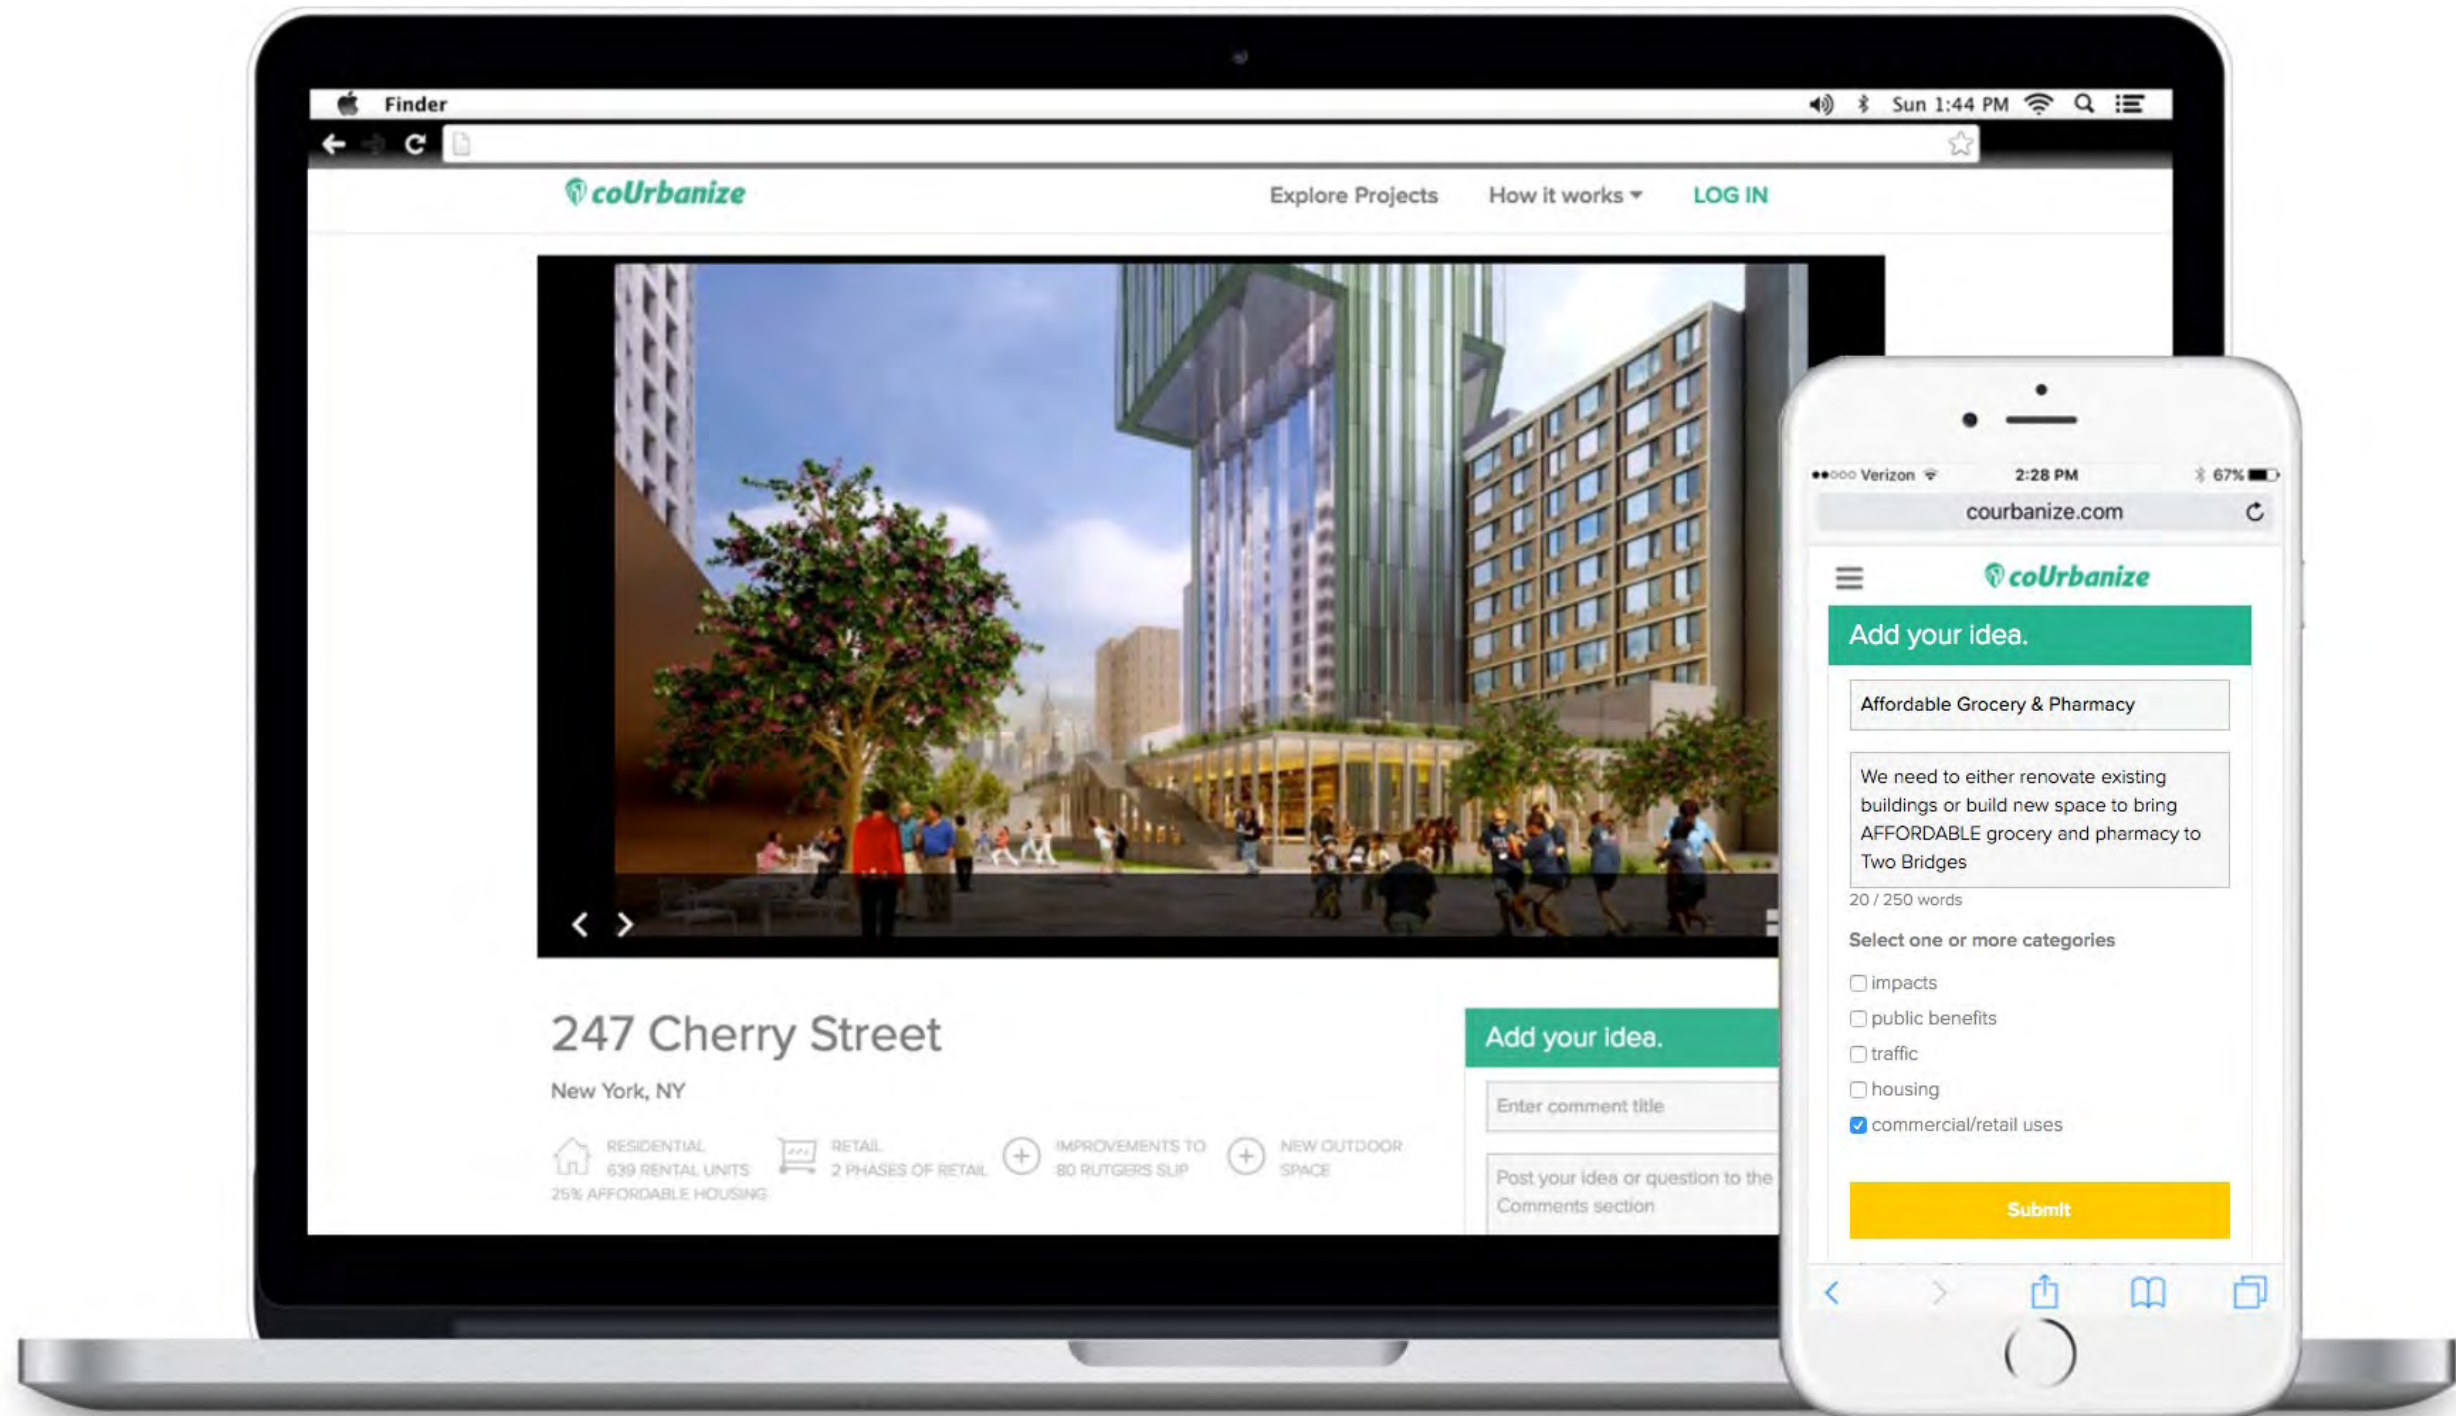 Finder
Sun 1:44 PM
coUrbanize
Explore Projects
How it works
LOG IN
247 Cherry Street
New York, NY
RESIDENTIAL
639 RENTAL UNITS
25% AFFORDABLE HOUSING
RETAIL
2 PHASES OF RETAIL
IMPROVEMENTS TO
80 RUTGERS SLIP
NEW OUTDOOR
SPACE
Add your idea.
Enter comment title
Post your idea or question to the
Comments section
Verizon
2:28 PM
67%
courbanize.com
coUrbanize
Add your idea.
Affordable Grocery & Pharmacy
We need to either renovate existing
buildings or build new space to bring
AFFORDABLE grocery and pharmacy to
Two Bridges
20 / 250 words
Select one or more categories
impacts
public benefits
traffic
housing
commercial/retail uses
Submit